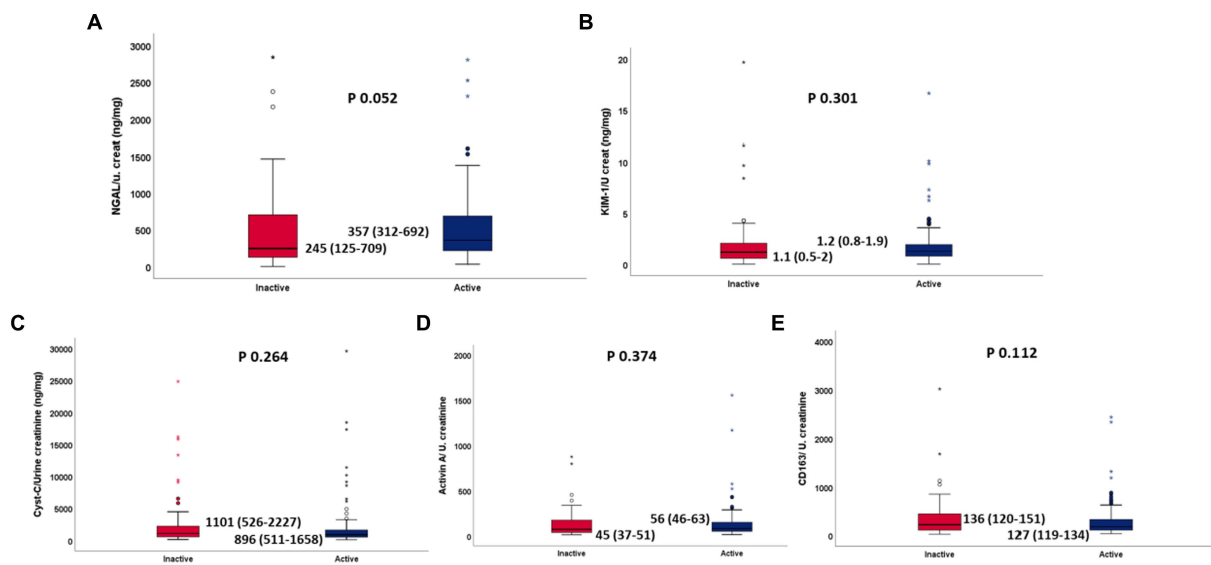 A
NGAL/u. creat (ng/mg)
3000
2500
2000
1500
1000
500
0
P 0.052
357 (312-692)
245 (125-709)
Inactive
Active
B
KIM-1/U creat (ng/mg)
20
15
10
5
0
P 0.301
1.2 (0.8-1.9)
1.1 (0.5-2)
Inactive
Active
C
Cyst-C/Urine creatinine (ng/mg)
30000
25000
20000
15000
10000
5000
0
P 0.264
1101 (526-2227)
896 (511-1658)
Inactive
Active
D
Activin A/ U. creatinine
2000
1500
1000
500
0
P 0.374
56 (46-63)
45 (37-51)
Inactive
Active
E
CD163/ U. creatinine
4000
3000
2000
1000
0
P 0.112
136 (120-151)
127 (119-134)
Inactive
Active